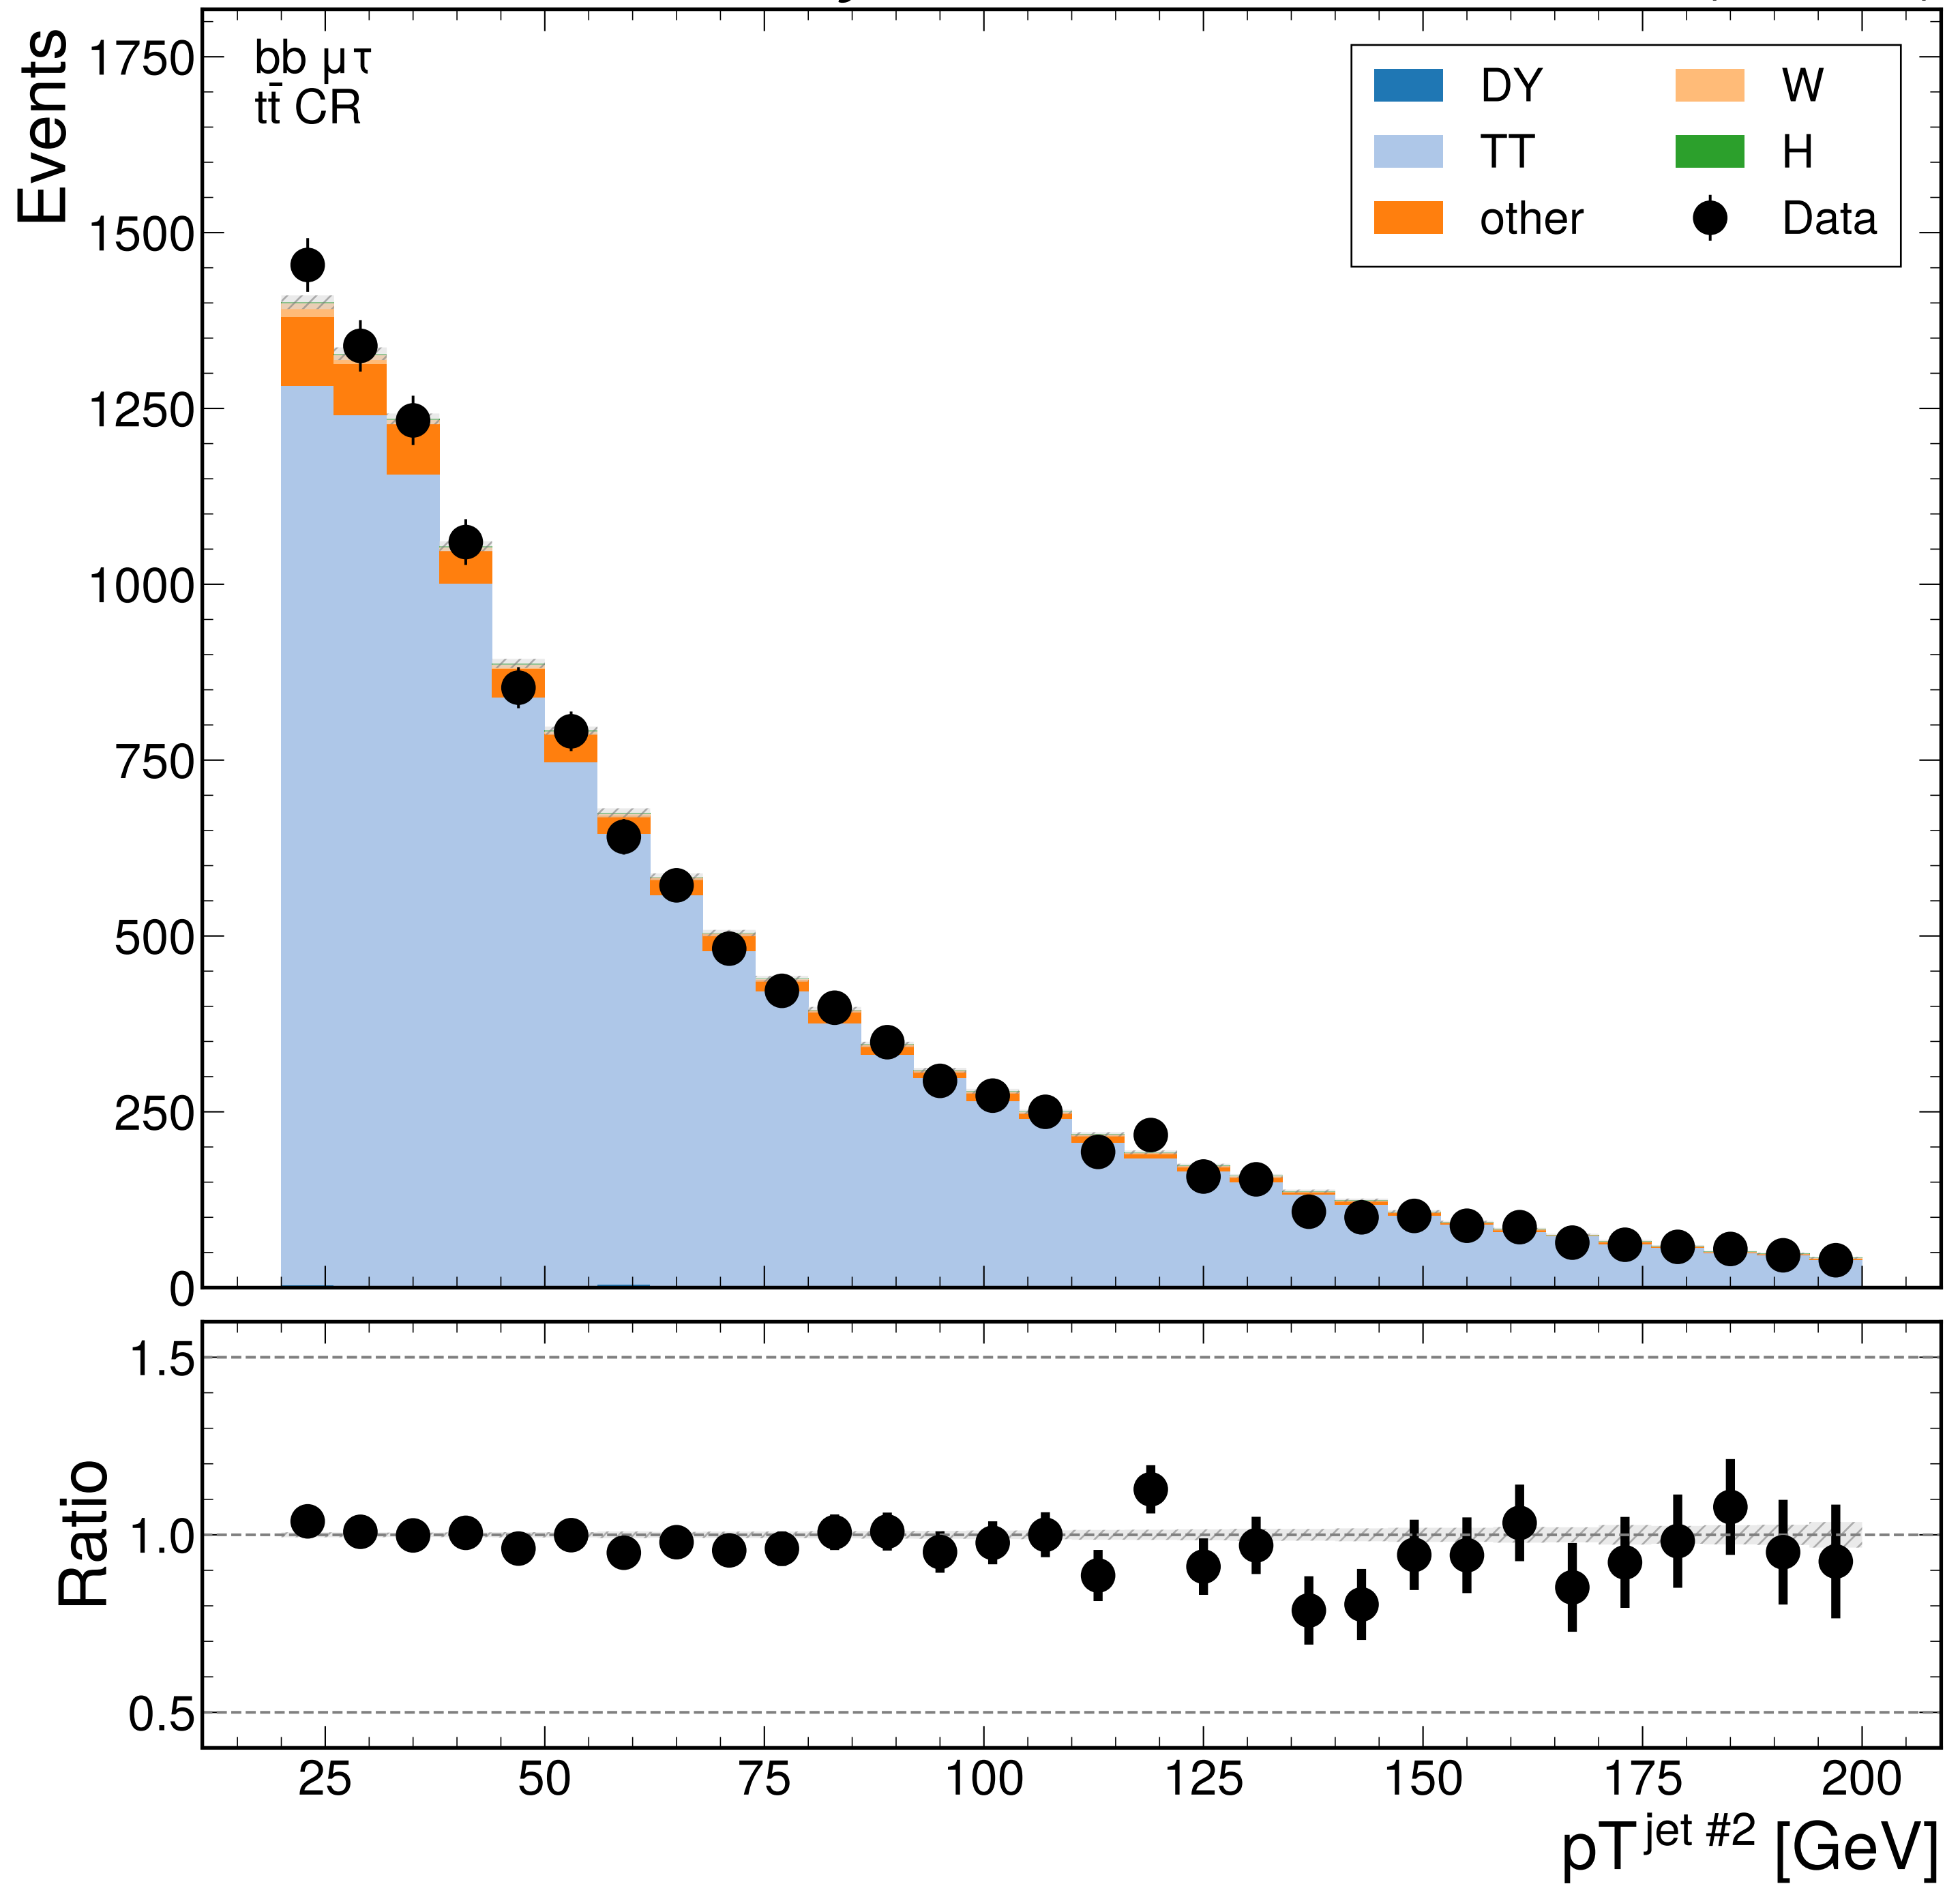 Events
1750
1500
1250
1000
750
500
250
0
bb μτ
tt̄ CR
DY
TT
other
W
H
Data
Ratio
1.5
1.0
0.5
25 50 75 100 125 150 175 200
pT^jet #2 [GeV]